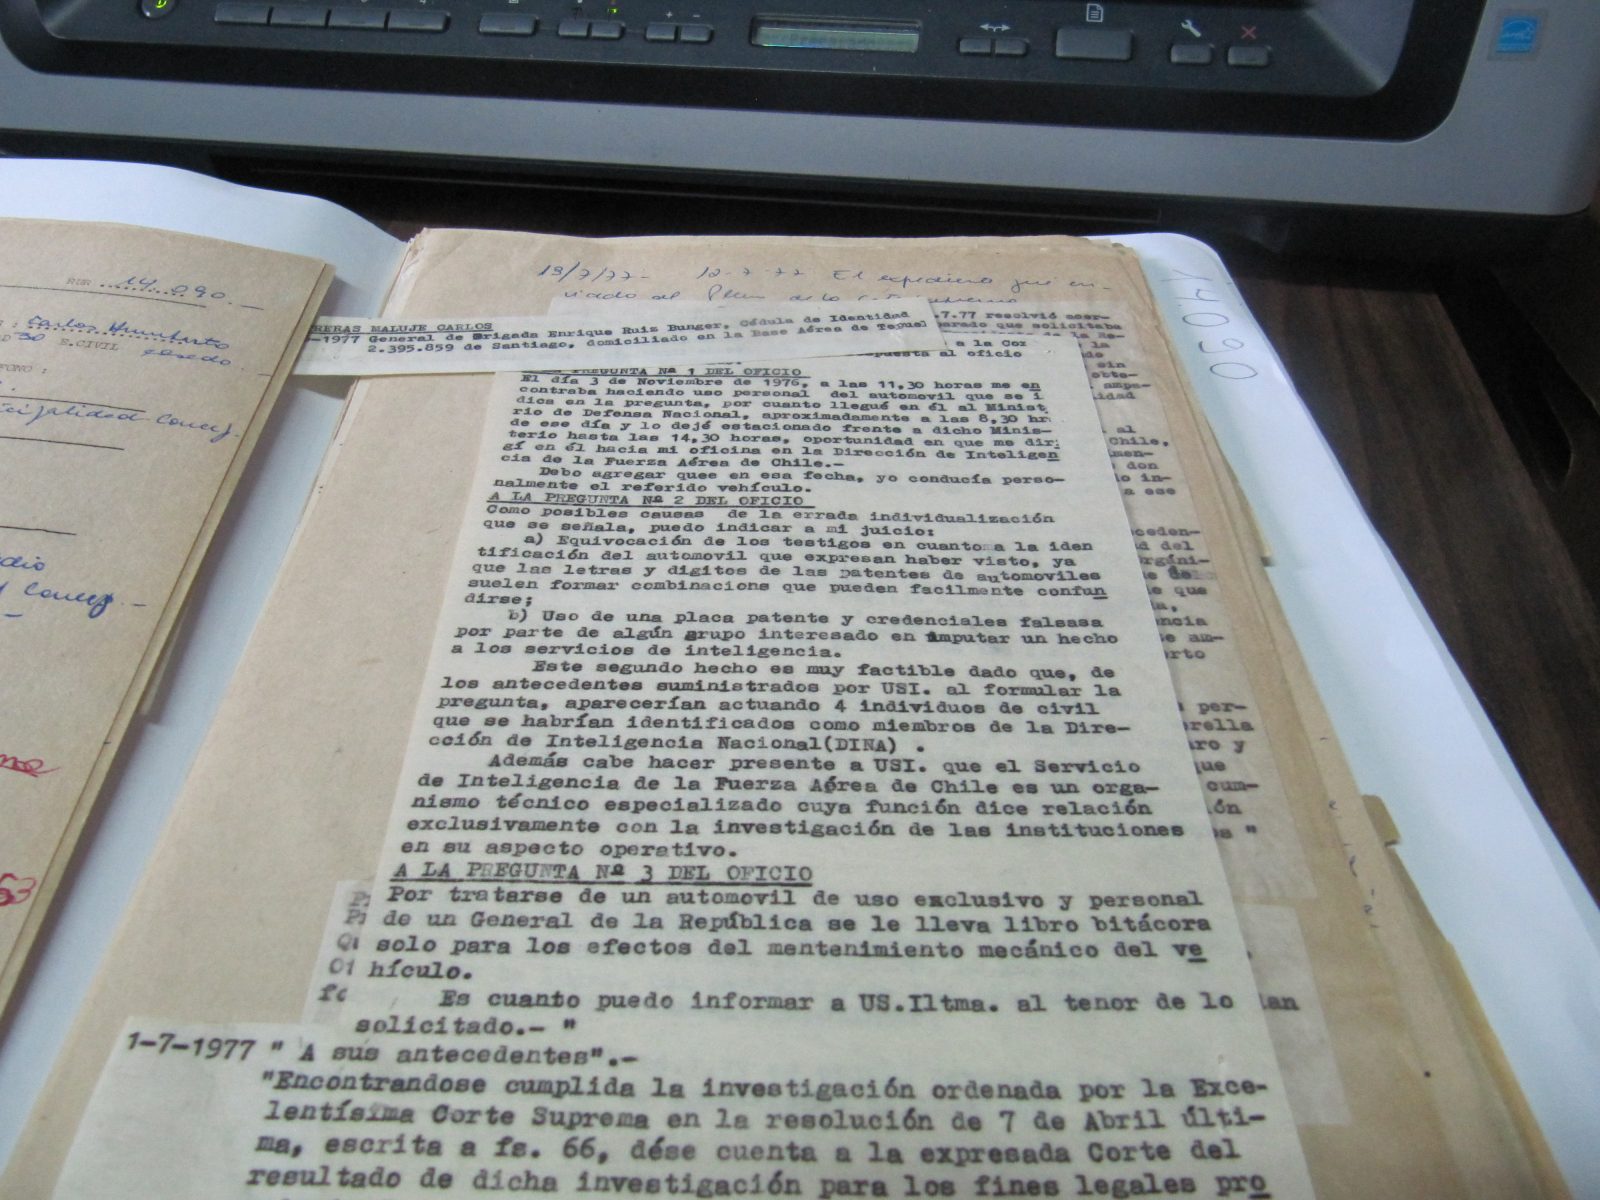 14.090
Carlos Humberto
E.CIVIL casado
13/7/77- 12-7-77 El expediente fue en-
14.090
RERAS MALUJE CARLOS
-1977 General de Brigada Enrique Ruiz Bunger, Cédula de Identidad
2.395.859 de Santiago, domiciliado en la Base Aérea de Tepuel
.7.77 resolvió
que solicitaba
a la Cor
al oficio
PREGUNTA Nº 1 DEL OFICIO
El día 3 de Noviembre de 1976, a las 11,30 horas me en
contraba haciendo uso personal del automovil que se i
dica en la pregunta, por cuanto llegué en él al Minist
rio de Defensa Nacional, aproximadamente a las 8,30 hr
de ese día y lo dejé estacionado frente a dicho Minis-
terio hasta las 14,30 horas, oportunidad en que me dir
gí en él hacia mi oficina en la Dirección de Inteligen
cia de la Fuerza Aérea de Chile.-
Debo agregar quee en esa fecha, yo conducía perso-
nalmente el referido vehículo.
A LA PREGUNTA Nº 2 DEL OFICIO
Como posibles causas de la errada individualización
que se señala, puedo indicar a mi juicio:
a) Equivocación de los testigos en cuanto a la iden
tificación del automovil que expresan haber visto, ya
que las letras y digitos de las patentes de automoviles
suelen formar combinacions que pueden facilmente confun
dirse;
b) Uso de una placa patente y credenciales falsasa
por parte de algún grupo interesado en imputar un hecho
a los servicios de inteligencia.
Este segundo hecho es muy factible dado que, de
los antecedentes suministrados por USI. al formular la
pregunta, aparecerían actuando 4 individuos de civil
que se habrían identificados como miembros de la Dire-
cción de Inteligencia Nacional(DINA) .
Además cabe hacer presente a USI. que el Servicio
de Inteligencia de la Fuerza Aérea de Chile es un orga-
nismo técnico especializado cuya función dice relación
exclusivamente con la investigación de las instituciones
en su aspecto operativo.
A LA PREGUNTA Nº 3 DEL OFICIO
Por tratarse de un automovil de uso exclusivo y personal
de un General de la República se le lleva libro bitácora
solo para los efectos del mentenimiento mecánico del ve
hículo.
Es cuanto puedo informar a US.Iltma. al tenor de lo
solicitado.- "
1-7-1977 " A sus antecedentes".-
"Encontrandose cumplida la investigación ordenada por la Exce-
lentísima Corte Suprema en la resolución de 7 de Abril últi-
ma, escrita a fs. 66, dése cuenta a la expresada Corte del
resultado de dicha investigación para los fines legales pro